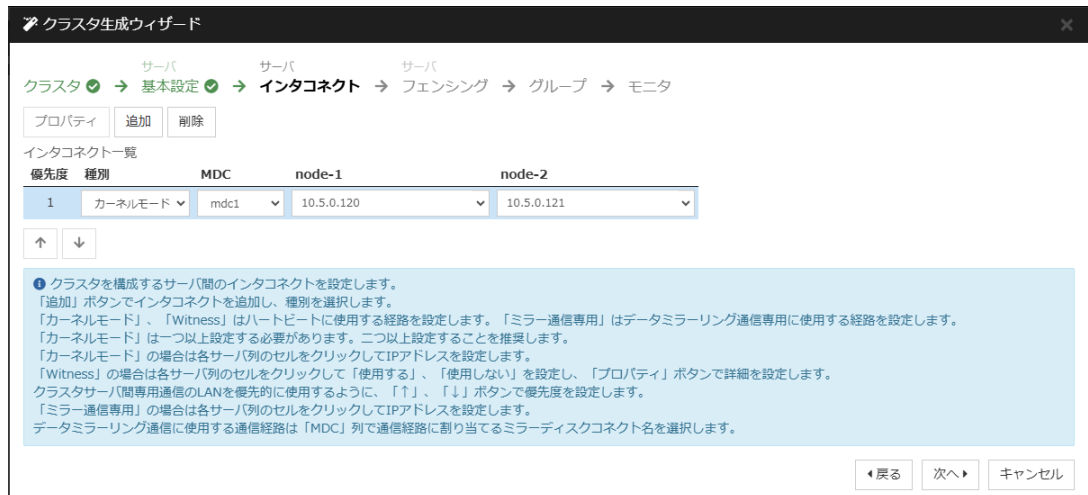 クラスタ生成ウィザード
サーバ サーバ サーバ
クラスタ → 基本設定 → インタコネクト → フェンシング → グループ → モニタ
プロパティ 追加 削除
インタコネクト一覧
優先度 種別 MDC node-1 node-2
1 カーネルモード mdc1 10.5.0.120 10.5.0.121
↑ ↓
クラスタを構成するサーバ間のインタコネクトを設定します。
「追加」ボタンでインタコネクトを追加し、種別を選択します。
「カーネルモード」、「Witness」はハートビートに使用する経路を設定します。「ミラー通信専用」はデータミラーリング通信専用に使用する経路を設定します。
「カーネルモード」は一つ以上設定する必要があります。二つ以上設定することを推奨します。
「カーネルモード」の場合は各サーバ列のセルをクリックしてIPアドレスを設定します。
「Witness」の場合は各サーバ列のセルをクリックして「使用する」、「使用しない」を設定し、「プロパティ」ボタンで詳細を設定します。
クラスタサーバ間専用通信のLANを優先的に使用するように、「↑」、「↓」ボタンで優先度を設定します。
「ミラー通信専用」の場合は各サーバ列のセルをクリックしてIPアドレスを設定します。
データミラーリング通信に使用する通信経路は「MDC」列で通信経路に割り当てるミラーディスクコネクト名を選択します。
戻る 次へ キャンセル